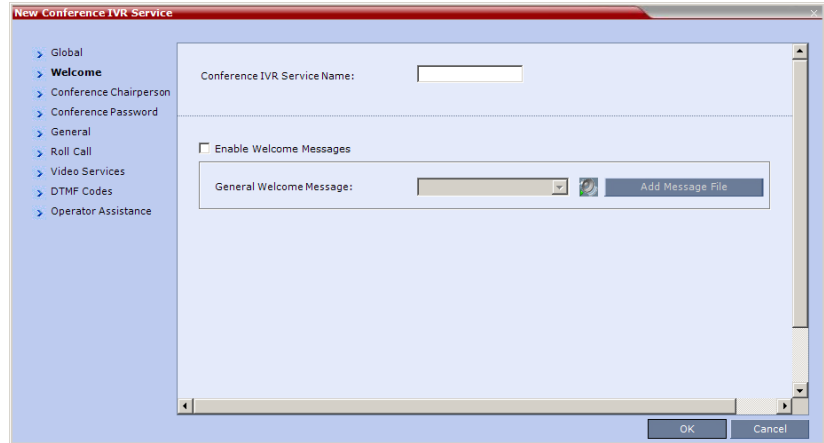 New Conference IVR Service
Global
Welcome
Conference Chairperson
Conference Password
General
Roll Call
Video Services
DTMF Codes
Operator Assistance
Conference IVR Service Name:
Enable Welcome Messages
General Welcome Message:
Add Message File
OK
Cancel